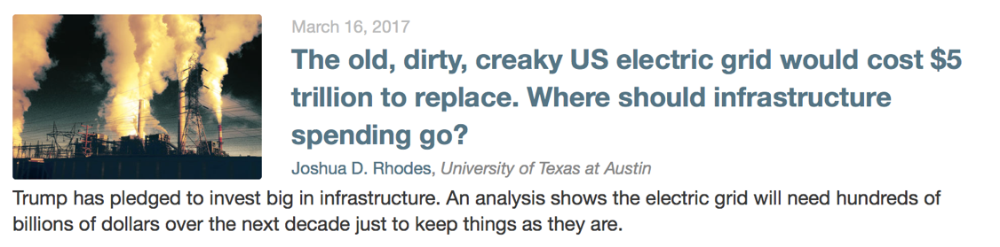 March 16, 2017
The old, dirty, creaky US electric grid would cost $5
trillion to replace. Where should infrastructure
spending go?
Joshua D. Rhodes, University of Texas at Austin
Trump has pledged to invest big in infrastructure. An analysis shows the electric grid will need hundreds of
billions of dollars over the next decade just to keep things as they are.